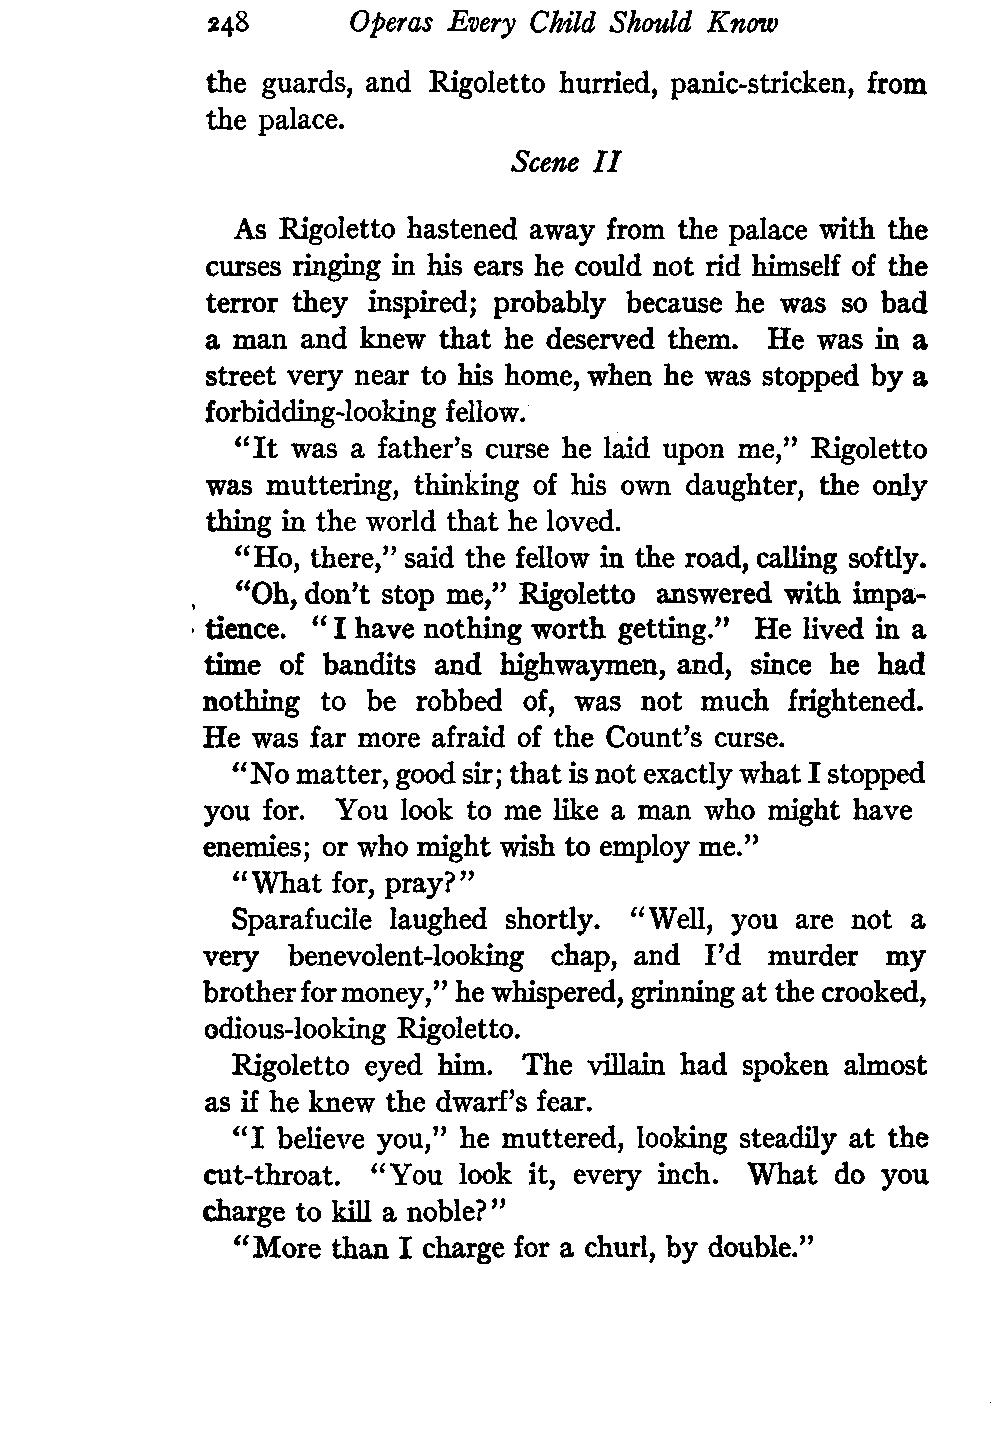 248 Operas Every Child Should Know
the guards, and Rigoletto hurried, panic-stricken, from
the palace.
Scene II
As Rigoletto hastened away from the palace with the
curses ringing in his ears he could not rid himself of the
terror they inspired; probably because he was so bad
a man and knew that he deserved them. He was in a
street very near to his home, when he was stopped by a
forbidding-looking fellow.
"It was a father's curse he laid upon me," Rigoletto
was muttering, thinking of his own daughter, the only
thing in the world that he loved.
"Ho, there," said the fellow in the road, calling softly.
"Oh, don't stop me," Rigoletto answered with impa-
tience. "I have nothing worth getting." He lived in a
time of bandits and highwaymen, and, since he had
nothing to be robbed of, was not much frightened.
He was far more afraid of the Count's curse.
"No matter, good sir; that is not exactly what I stopped
you for. You look to me like a man who might have
enemies; or who might wish to employ me."
"What for, pray?"
Sparafucile laughed shortly. "Well, you are not a
very benevolent-looking chap, and I'd murder my
brother for money," he whispered, grinning at the crooked,
odious-looking Rigoletto.
Rigoletto eyed him. The villain had spoken almost
as if he knew the dwarf's fear.
"I believe you," he muttered, looking steadily at the
cut-throat. "You look it, every inch. What do you
charge to kill a noble?"
"More than I charge for a churl, by double."